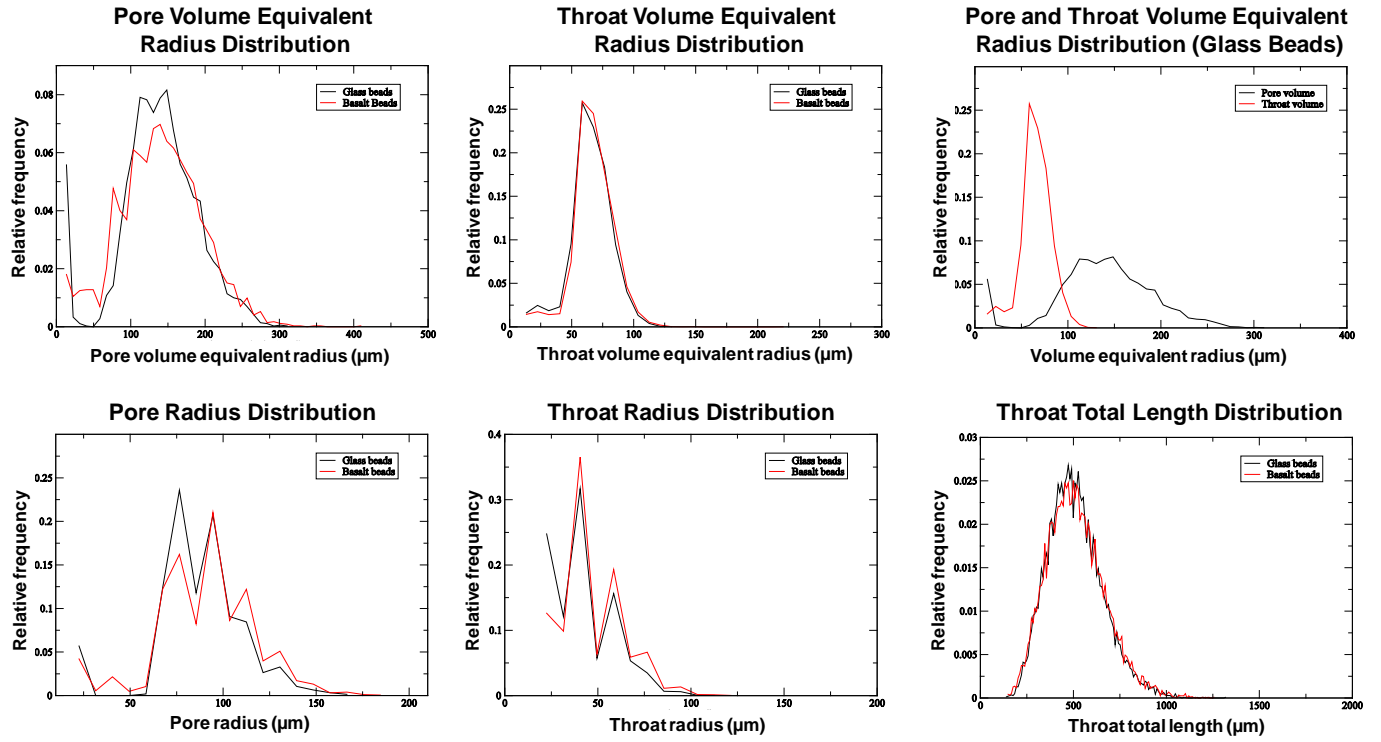 Pore Volume Equivalent
Radius Distribution
Relative frequency
0.08
0.06
0.04
0.02
0
0
100
200
300
400
500
Glass beads
Basalt Beads
Pore volume equivalent radius (µm)
Throat Volume Equivalent
Radius Distribution
Relative frequency
0.25
0.2
0.15
0.1
0.05
0
0
50
100
150
200
250
300
Glass beads
Basalt beads
Throat volume equivalent radius (µm)
Pore and Throat Volume Equivalent
Radius Distribution (Glass Beads)
Relative frequency
0.25
0.2
0.15
0.1
0.05
0
0
100
200
300
400
Pore volume
Throat volume
Volume equivalent radius (µm)
Pore Radius Distribution
Relative frequency
0.25
0.2
0.15
0.1
0.05
0
0
50
100
150
200
Glass beads
Basalt beads
Pore radius (µm)
Throat Radius Distribution
Relative frequency
0.4
0.3
0.2
0.1
0
0
50
100
150
200
Glass beads
Basalt beads
Throat radius (µm)
Throat Total Length Distribution
Relative frequency
0.03
0.025
0.02
0.015
0.01
0.005
0
0
500
1000
1500
2000
Glass beads
Basalt beads
Throat total length (µm)